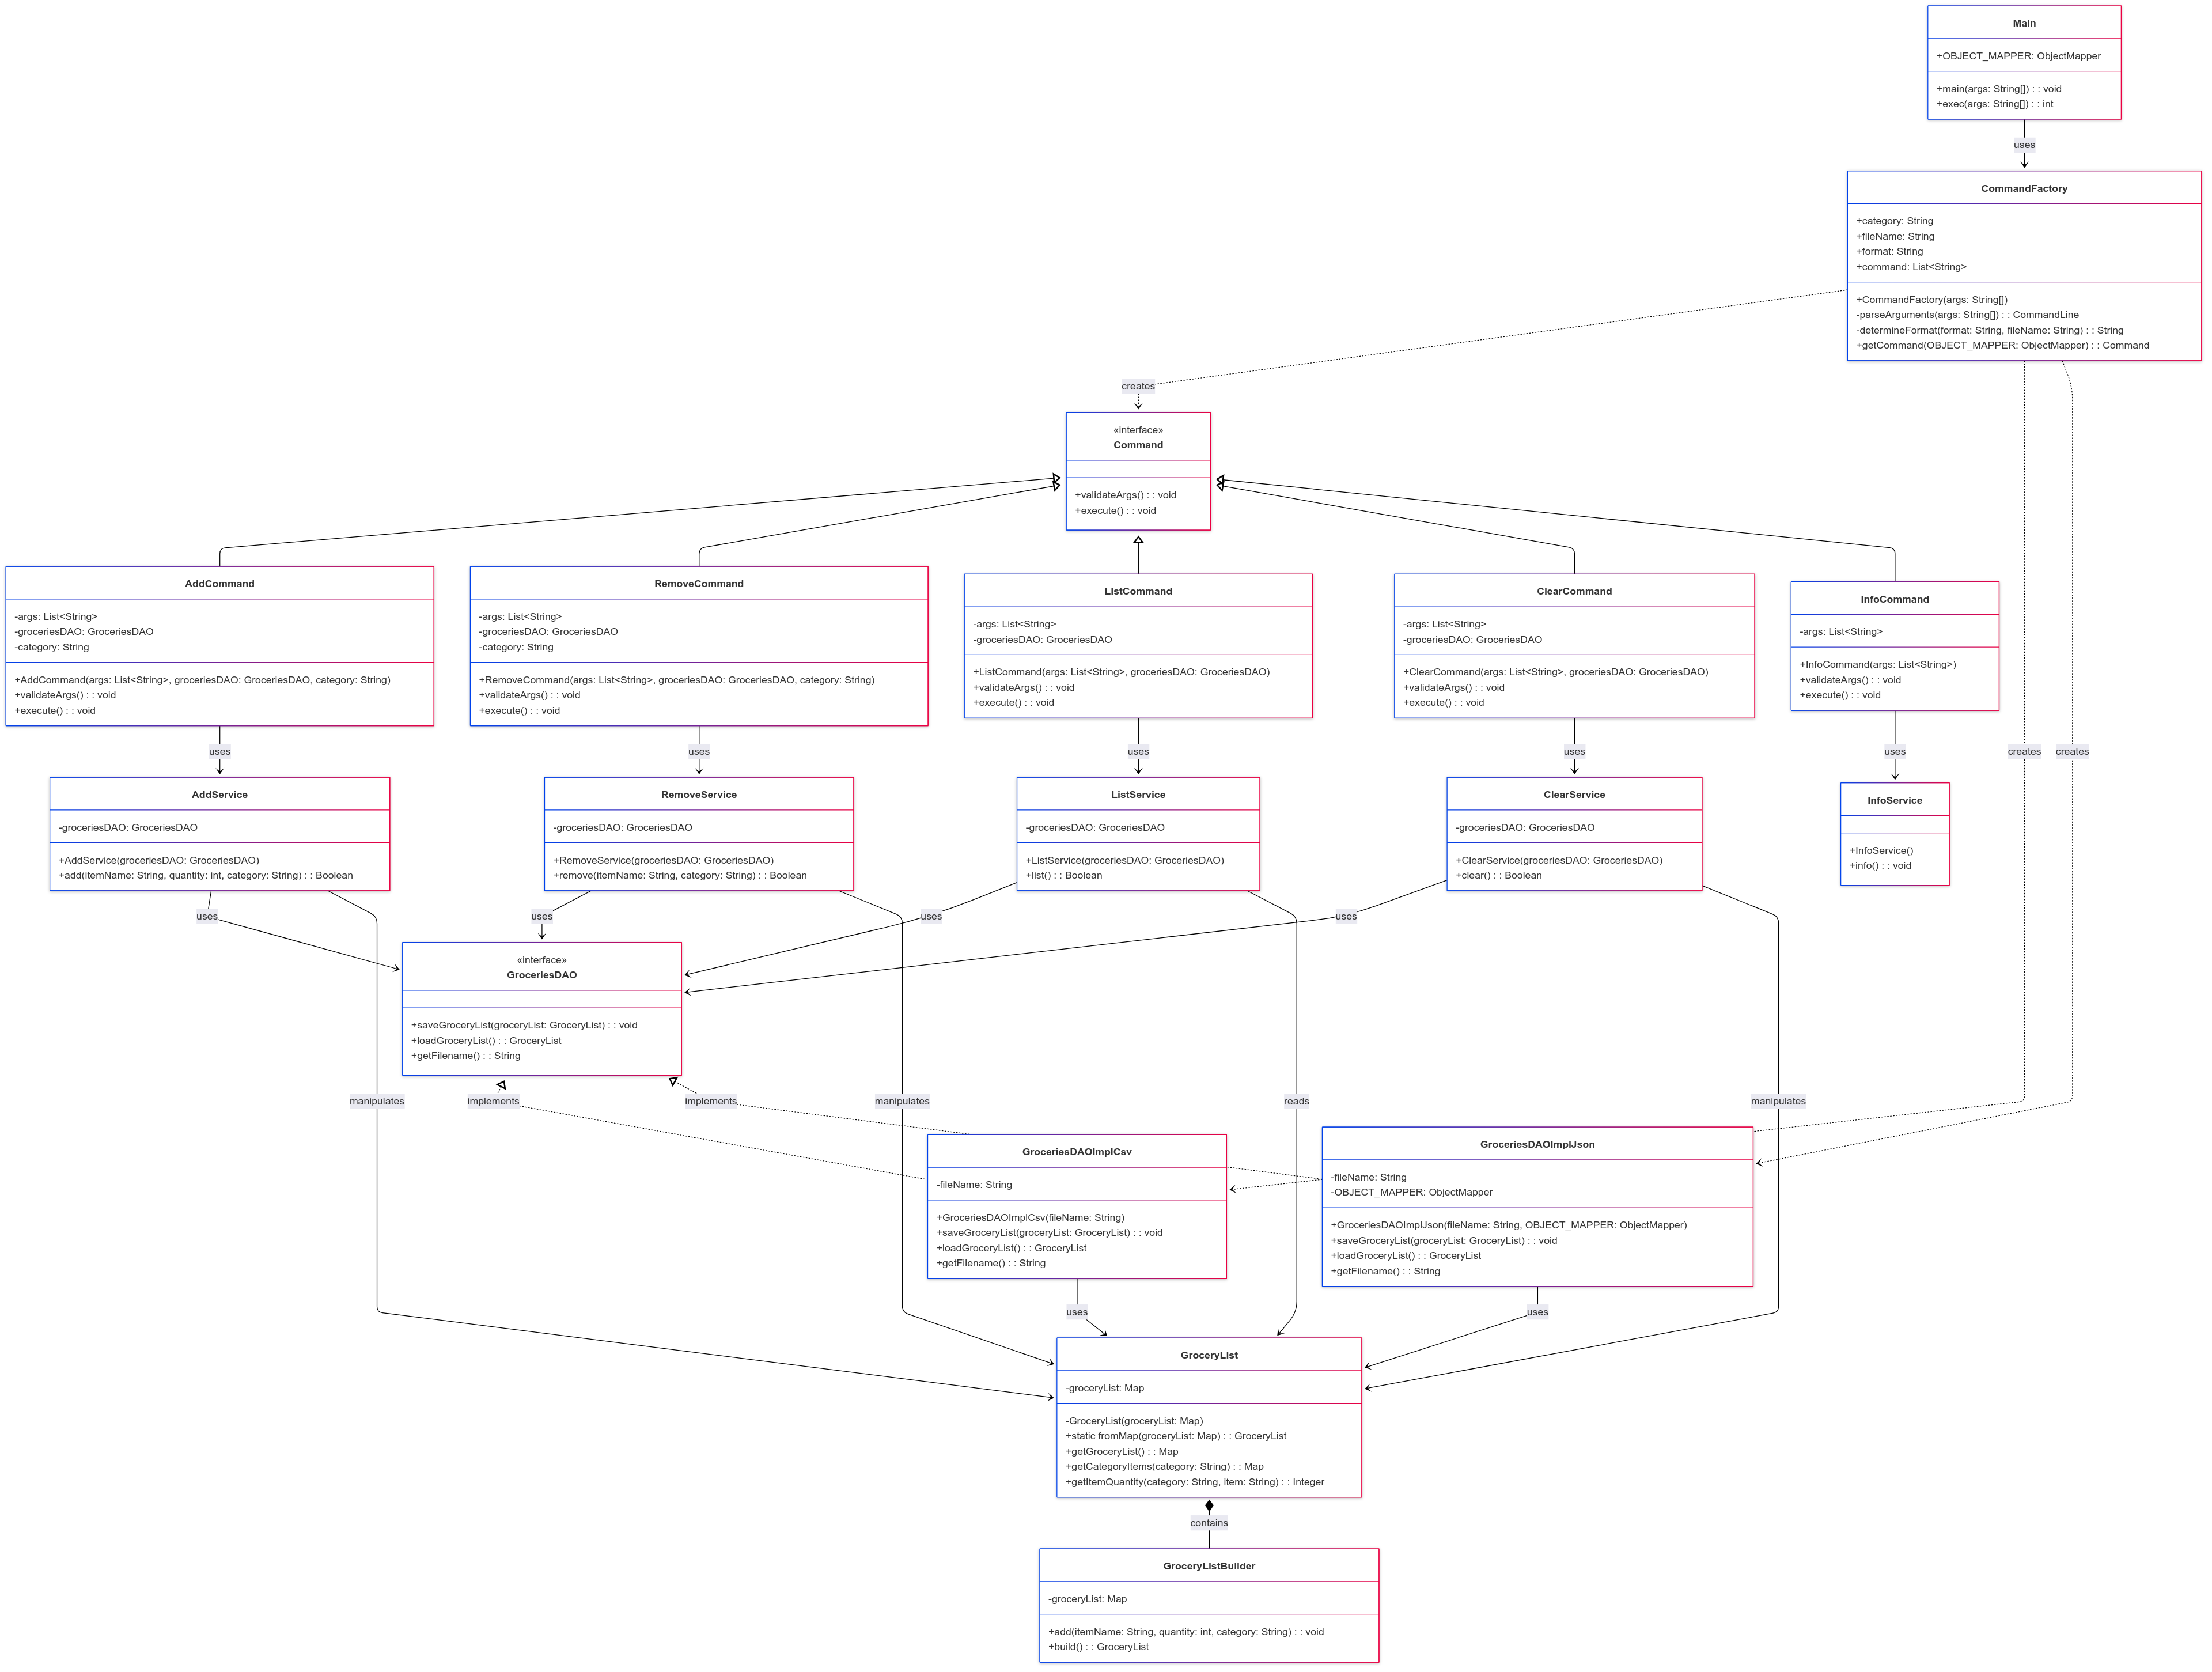 Main
+OBJECT_MAPPER: ObjectMapper
+main(args: String[]) : : void
+exec(args: String[]) : : int
uses
CommandFactory
+category: String
+fileName: String
+format: String
+command: List<String>
+CommandFactory(args: String[])
-parseArguments(args: String[]) : : CommandLine
-determineFormat(format: String, fileName: String) : : String
+getCommand(OBJECT_MAPPER: ObjectMapper) : : Command
creates
«interface»
Command
+validateArgs() : : void
+execute() : : void
AddCommand
-args: List<String>
-groceriesDAO: GroceriesDAO
-category: String
+AddCommand(args: List<String>, groceriesDAO: GroceriesDAO, category: String)
+validateArgs() : : void
+execute() : : void
RemoveCommand
-args: List<String>
-groceriesDAO: GroceriesDAO
-category: String
+RemoveCommand(args: List<String>, groceriesDAO: GroceriesDAO, category: String)
+validateArgs() : : void
+execute() : : void
ListCommand
-args: List<String>
-groceriesDAO: GroceriesDAO
+ListCommand(args: List<String>, groceriesDAO: GroceriesDAO)
+validateArgs() : : void
+execute() : : void
ClearCommand
-args: List<String>
-groceriesDAO: GroceriesDAO
+ClearCommand(args: List<String>, groceriesDAO: GroceriesDAO)
+validateArgs() : : void
+execute() : : void
InfoCommand
-args: List<String>
+InfoCommand(args: List<String>)
+validateArgs() : : void
+execute() : : void
uses
uses
uses
uses
uses
creates
creates
AddService
-groceriesDAO: GroceriesDAO
+AddService(groceriesDAO: GroceriesDAO)
+add(itemName: String, quantity: int, category: String) : : Boolean
RemoveService
-groceriesDAO: GroceriesDAO
+RemoveService(groceriesDAO: GroceriesDAO)
+remove(itemName: String, category: String) : : Boolean
ListService
-groceriesDAO: GroceriesDAO
+ListService(groceriesDAO: GroceriesDAO)
+list() : : Boolean
ClearService
-groceriesDAO: GroceriesDAO
+ClearService(groceriesDAO: GroceriesDAO)
+clear() : : Boolean
InfoService
+InfoService()
+info() : : void
uses
uses
uses
uses
«interface»
GroceriesDAO
+saveGroceryList(groceryList: GroceryList) : : void
+loadGroceryList() : : GroceryList
+getFilename() : : String
manipulates
implements
implements
manipulates
reads
manipulates
GroceriesDAOImplCsv
-fileName: String
+GroceriesDAOImplCsv(fileName: String)
+saveGroceryList(groceryList: GroceryList) : : void
+loadGroceryList() : : GroceryList
+getFilename() : : String
GroceriesDAOImplJson
-fileName: String
-OBJECT_MAPPER: ObjectMapper
+GroceriesDAOImplJson(fileName: String, OBJECT_MAPPER: ObjectMapper)
+saveGroceryList(groceryList: GroceryList) : : void
+loadGroceryList() : : GroceryList
+getFilename() : : String
uses
uses
GroceryList
-groceryList: Map
-GroceryList(groceryList: Map)
+static fromMap(groceryList: Map) : : GroceryList
+getGroceryList() : : Map
+getCategoryItems(category: String) : : Map
+getItemQuantity(category: String, item: String) : : Integer
contains
GroceryListBuilder
-groceryList: Map
+add(itemName: String, quantity: int, category: String) : : void
+build() : : GroceryList